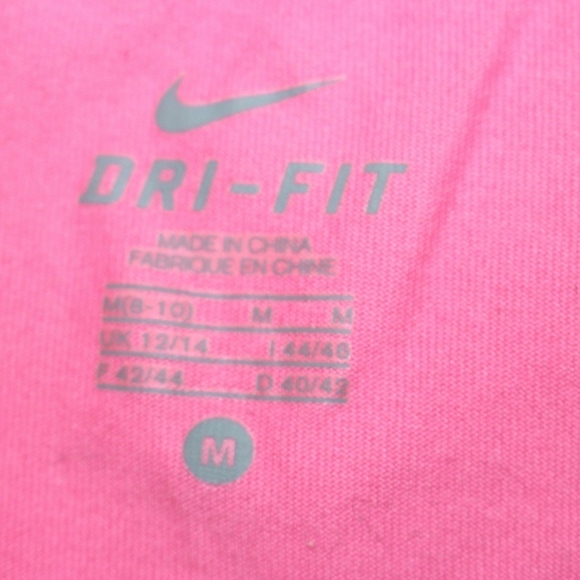 DRI-FIT
MADE IN CHINA
FABRIQUE EN CHINE
M(8-10) M M
UK 12/14 I 44/46
F 42/44 D 40/42
M